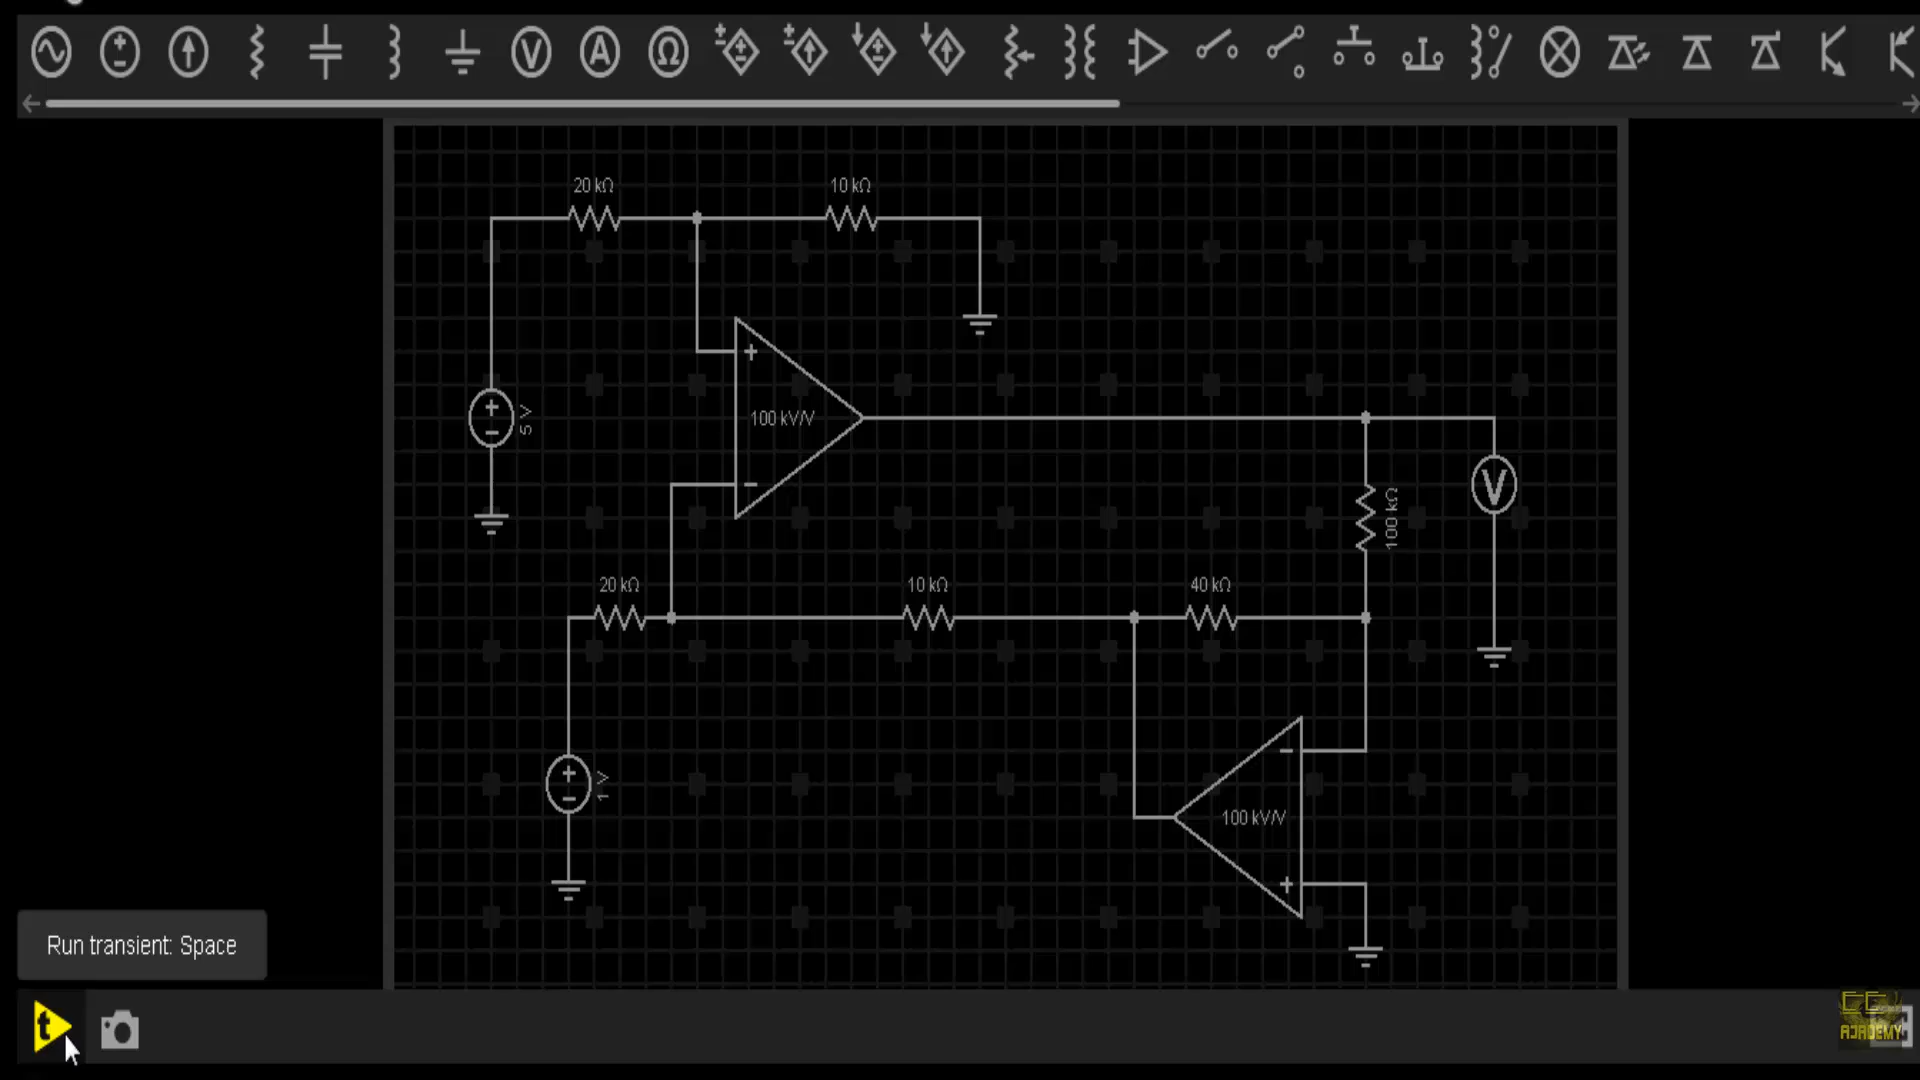 20 kΩ
10 kΩ
+
100 kV/V
5 V
100 kΩ
V
20 kΩ
10 kΩ
40 kΩ
1 V
100 kV/V
Run transient: Space
t
ACADEMY